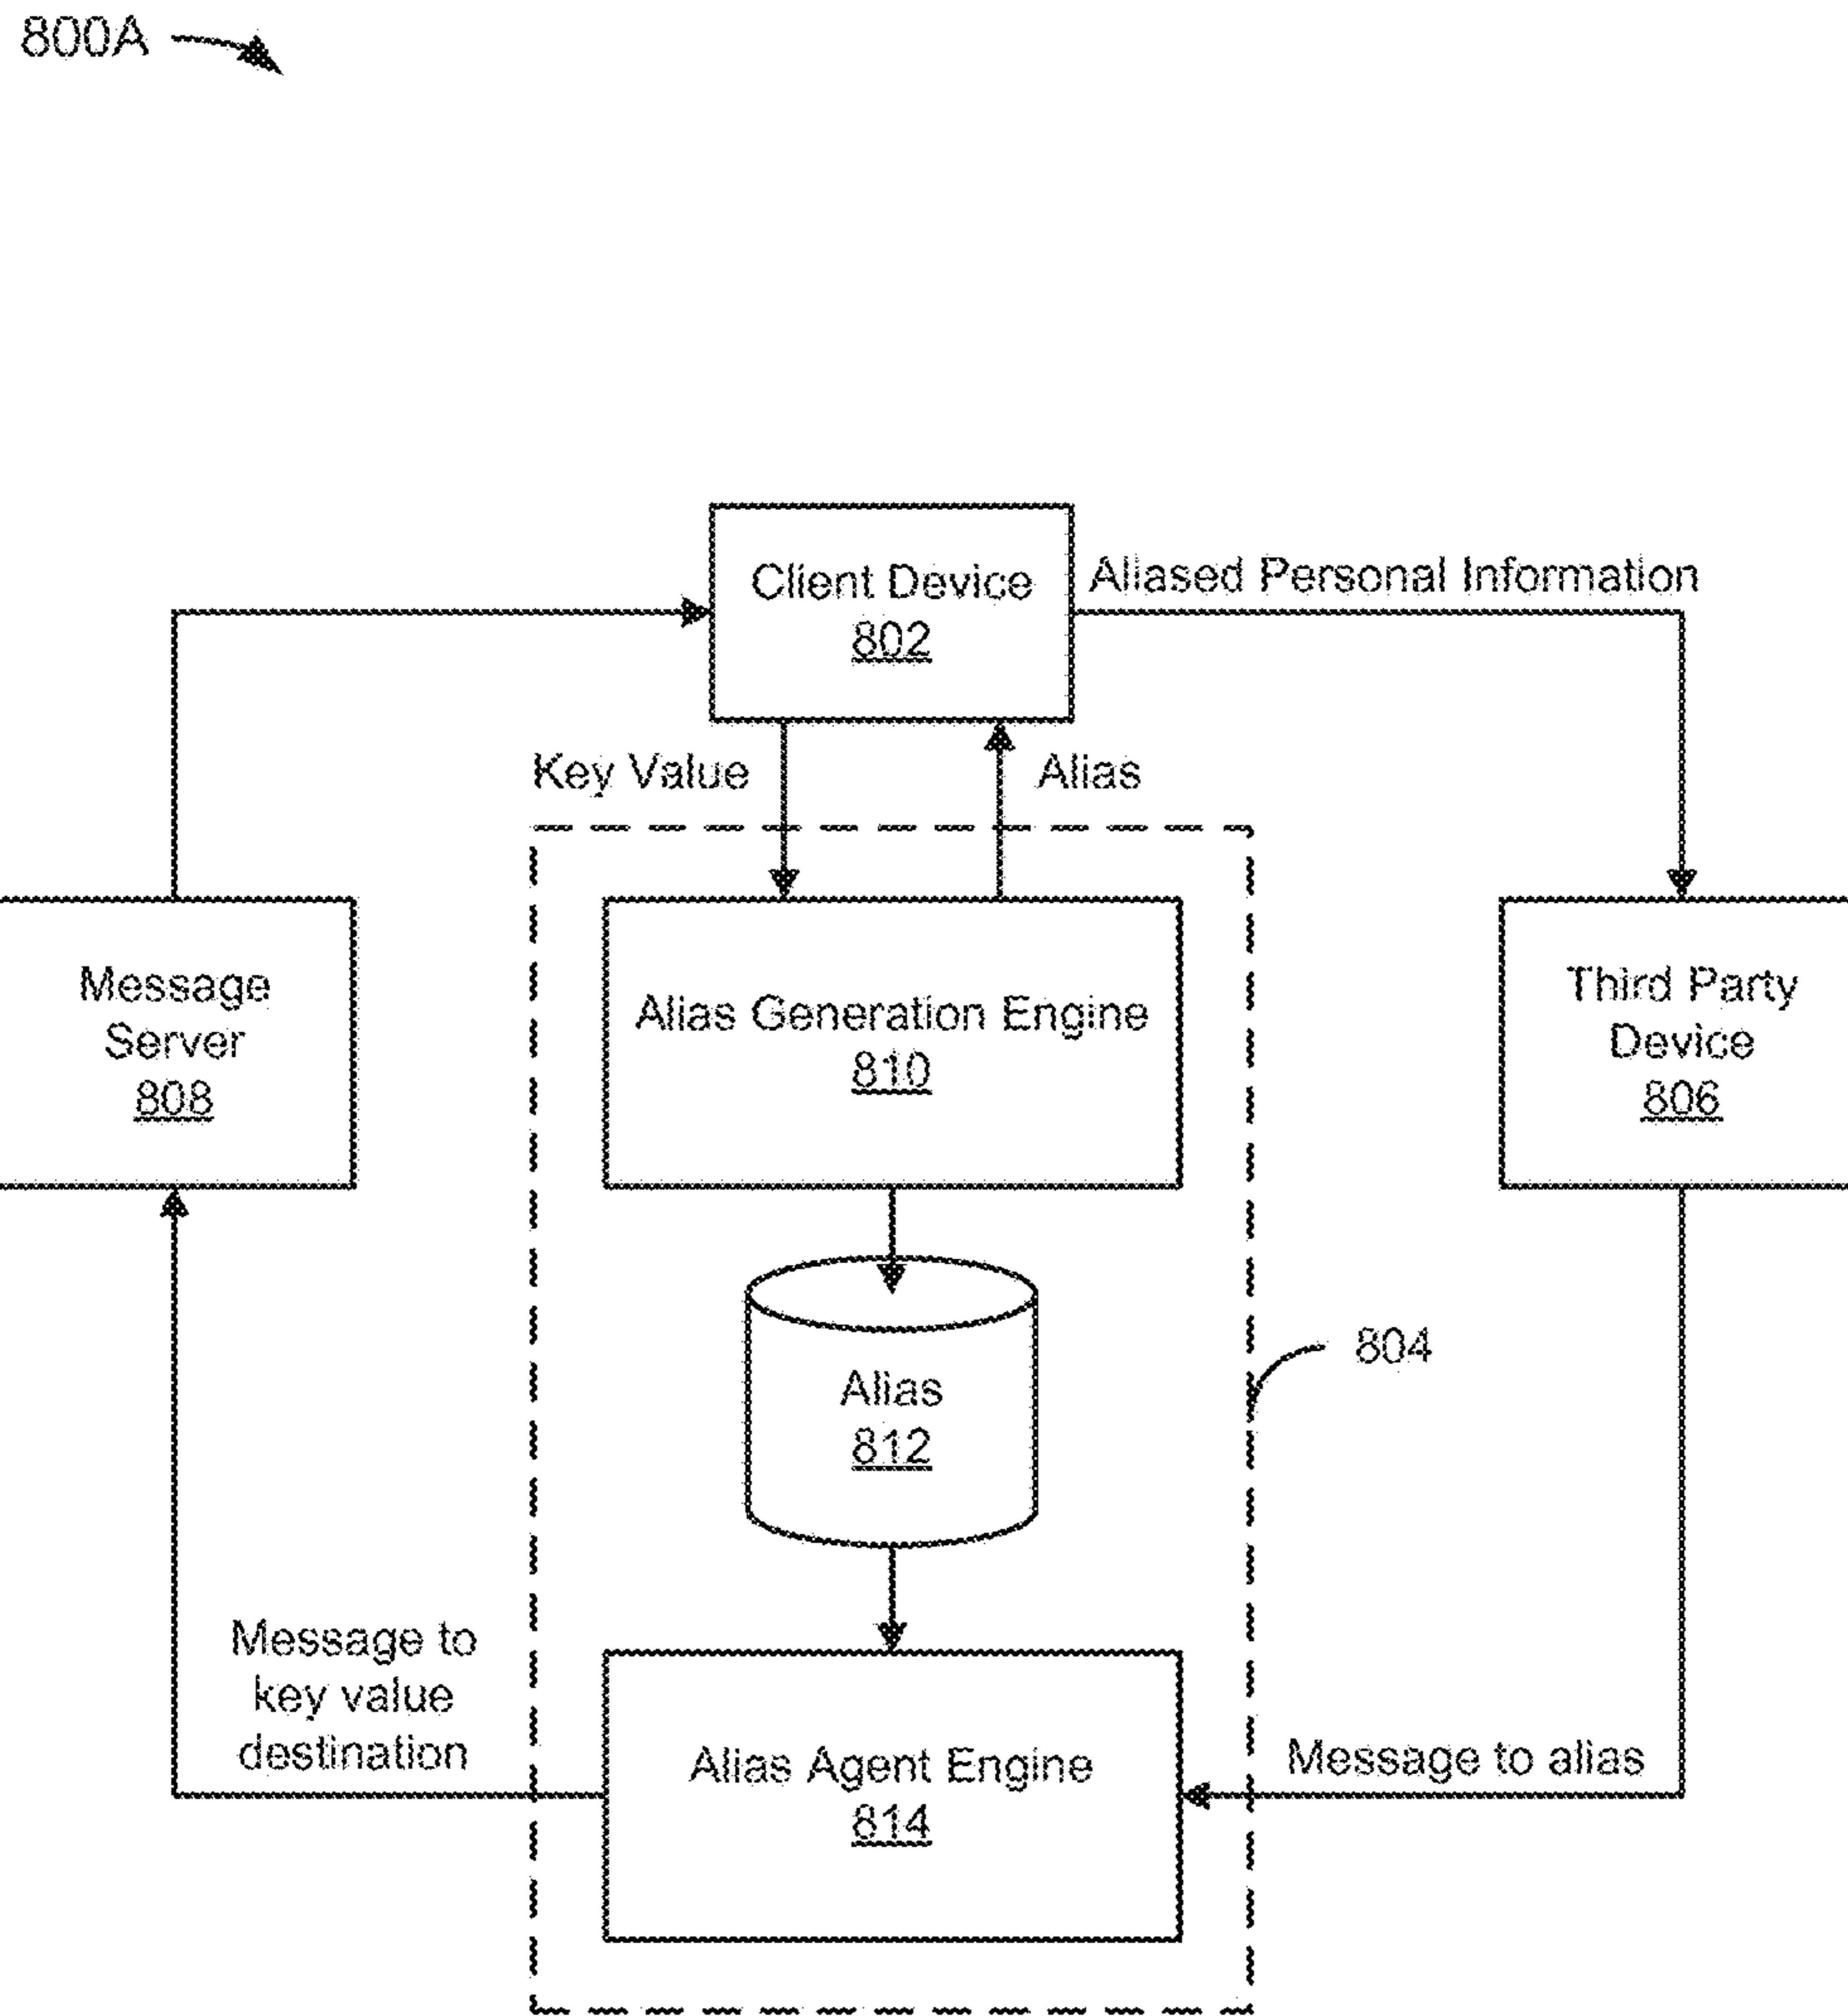 800A
Client Device
802
Aliased Personal Information
Key Value
Alias
Message
Server
808
Alias Generation Engine
810
Third Party
Device
806
Alias
812
804
Message to
key value
destination
Alias Agent Engine
814
Message to alias